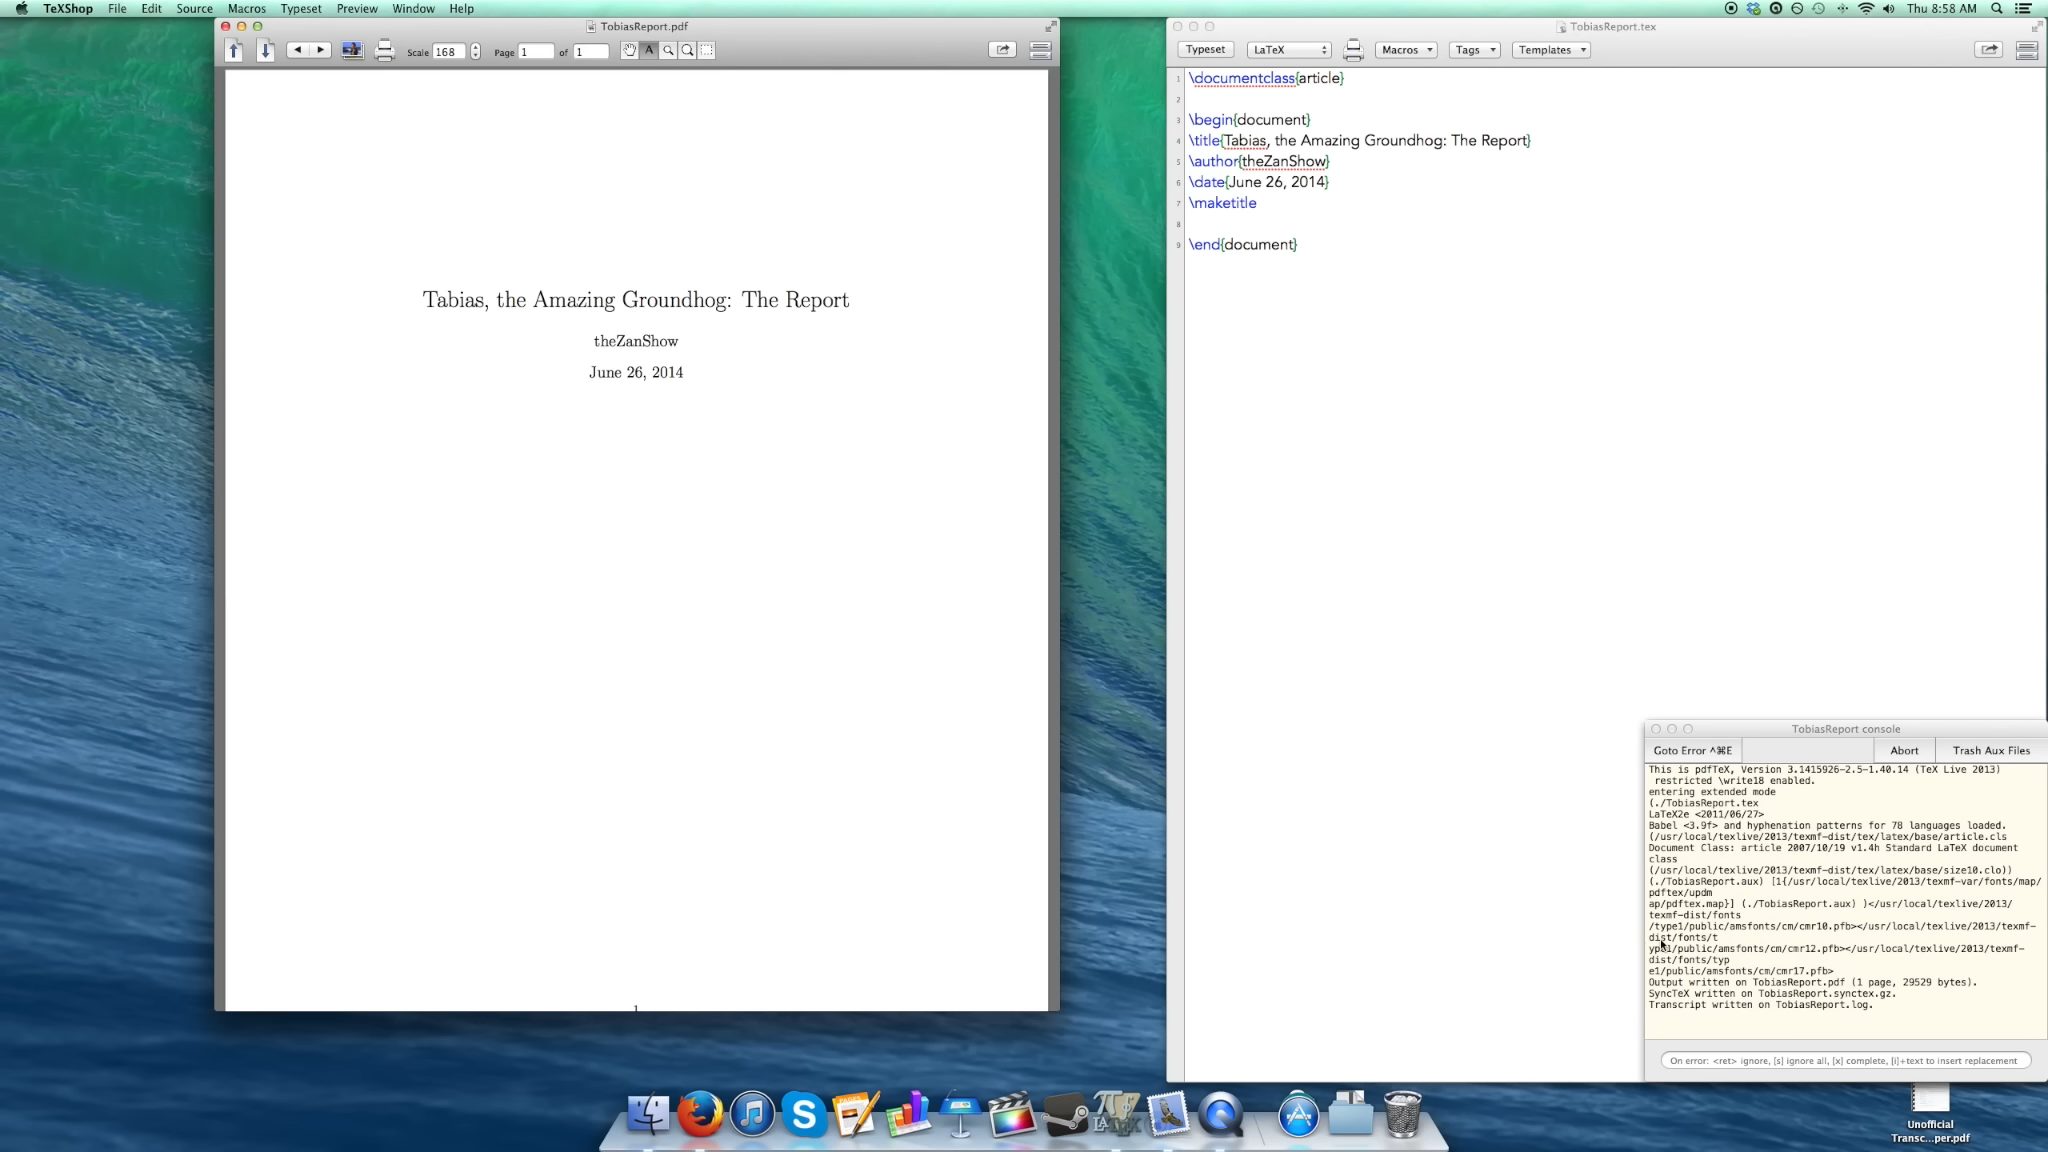 TeXShop File Edit Source Macros Typeset Preview Window Help
Thu 8:58 AM
TobiasReport.pdf
Scale 168 Page 1 of 1
A
Tabias, the Amazing Groundhog: The Report
theZanShow
June 26, 2014
1
TobiasReport.tex
Typeset LaTeX Macros Tags Templates
1 \documentclass{article}
2
3 \begin{document}
4 \title{Tabias, the Amazing Groundhog: The Report}
5 \author{theZanShow}
6 \date{June 26, 2014}
7 \maketitle
8
9 \end{document}
TobiasReport console
Goto Error ^⌘E Abort Trash Aux Files
This is pdfTeX, Version 3.1415926-2.5-1.40.14 (TeX Live 2013)
restricted \write18 enabled.
entering extended mode
(./TobiasReport.tex
LaTeX2e <2011/06/27>
Babel <3.9f> and hyphenation patterns for 78 languages loaded.
(/usr/local/texlive/2013/texmf-dist/tex/latex/base/article.cls
Document Class: article 2007/10/19 v1.4h Standard LaTeX document
class
(/usr/local/texlive/2013/texmf-dist/tex/latex/base/size10.clo))
(./TobiasReport.aux) [1{/usr/local/texlive/2013/texmf-var/fonts/map/
pdftex/updm
ap/pdftex.map}] (./TobiasReport.aux) )</usr/local/texlive/2013/
texmf-dist/fonts
/type1/public/amsfonts/cm/cmr10.pfb></usr/local/texlive/2013/texmf-
dist/fonts/t
ype1/public/amsfonts/cm/cmr12.pfb></usr/local/texlive/2013/texmf-
dist/fonts/typ
e1/public/amsfonts/cm/cmr17.pfb>
Output written on TobiasReport.pdf (1 page, 29529 bytes).
SyncTeX written on TobiasReport.synctex.gz.
Transcript written on TobiasReport.log.
On error: <ret> ignore, [s] ignore all, [x] complete, [i]+text to insert replacement
PAGES
Unofficial
Transc...per.pdf